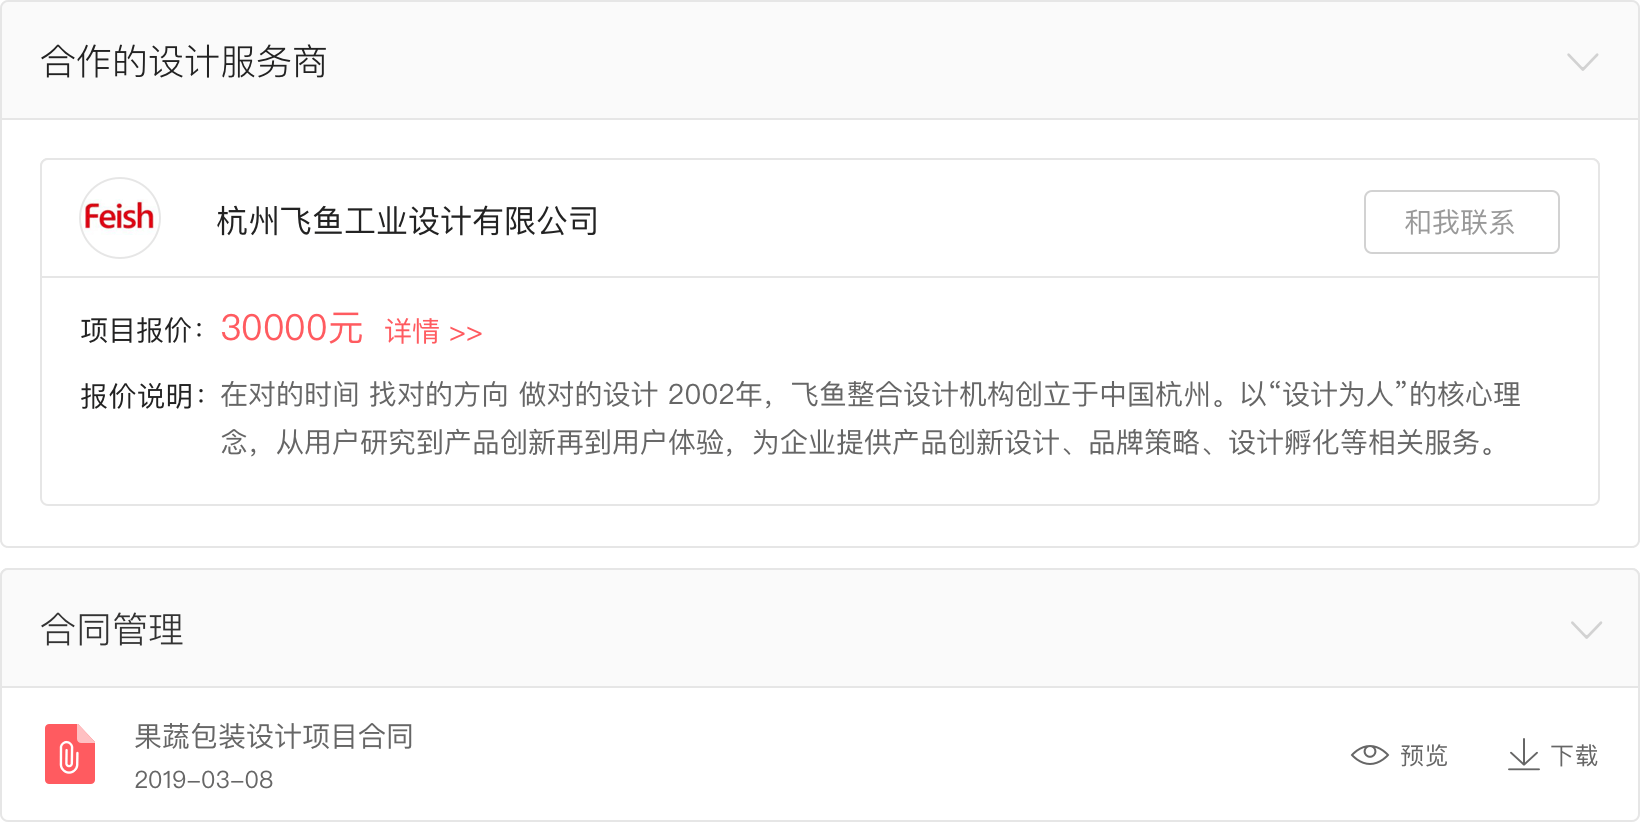 合作的设计服务商
Feish
杭州飞鱼工业设计有限公司
和我联系
项目报价：30000元 详情 >>
报价说明：在对的时间 找对的方向 做对的设计 2002年，飞鱼整合设计机构创立于中国杭州。以“设计为人”的核心理
念，从用户研究到产品创新再到用户体验，为企业提供产品创新设计、品牌策略、设计孵化等相关服务。
合同管理
果蔬包装设计项目合同
2019-03-08
预览
下载